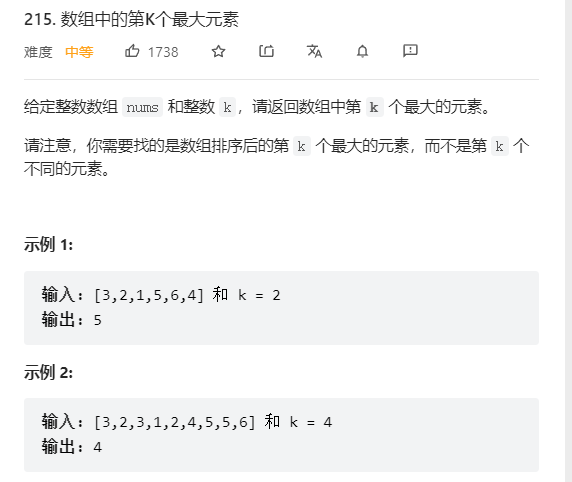 215. 数组中的第K个最大元素
难度 中等 1738
给定整数数组 nums 和整数 k，请返回数组中第 k 个最大的元素。
请注意，你需要找的是数组排序后的第 k 个最大的元素，而不是第 k 个
不同的元素。
示例 1:
输入：[3,2,1,5,6,4] 和 k = 2
输出：5
示例 2:
输入：[3,2,3,1,2,4,5,5,6] 和 k = 4
输出：4